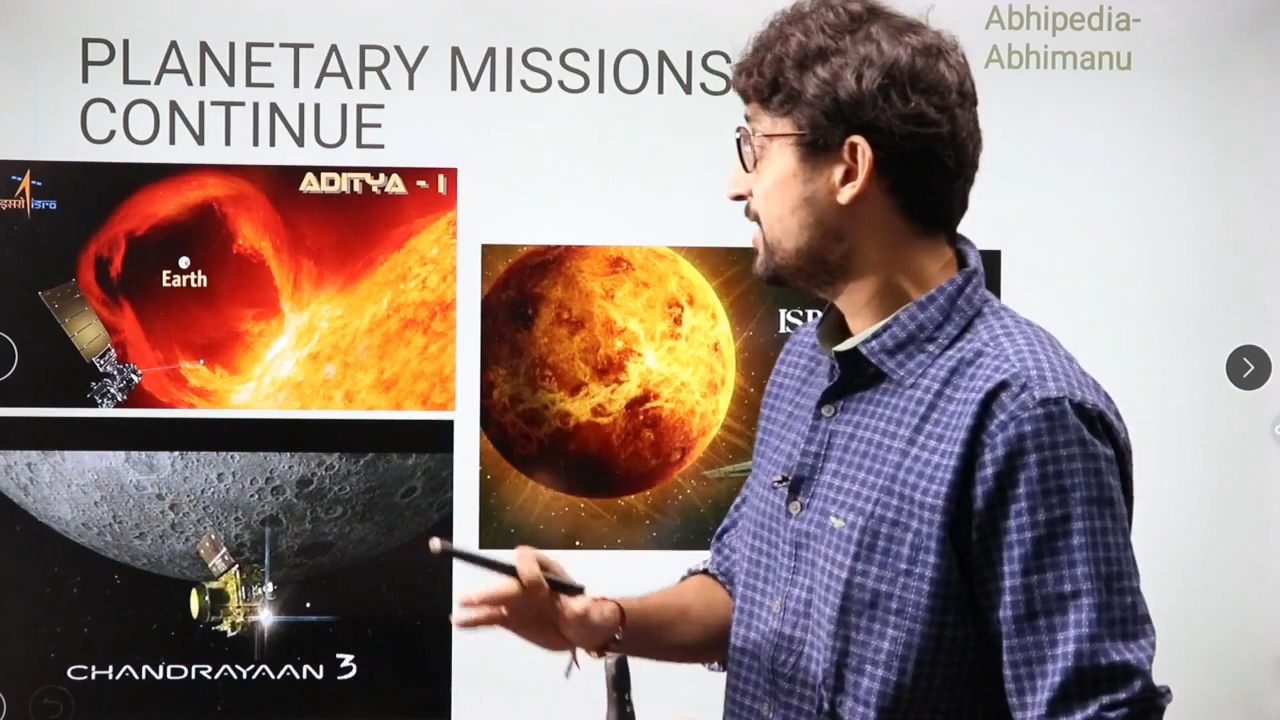 PLANETARY MISSIONS
CONTINUE
Abhipedia-
Abhimanu
इसरो isro
ADITYA - I
Earth
CHANDRAYAAN 3